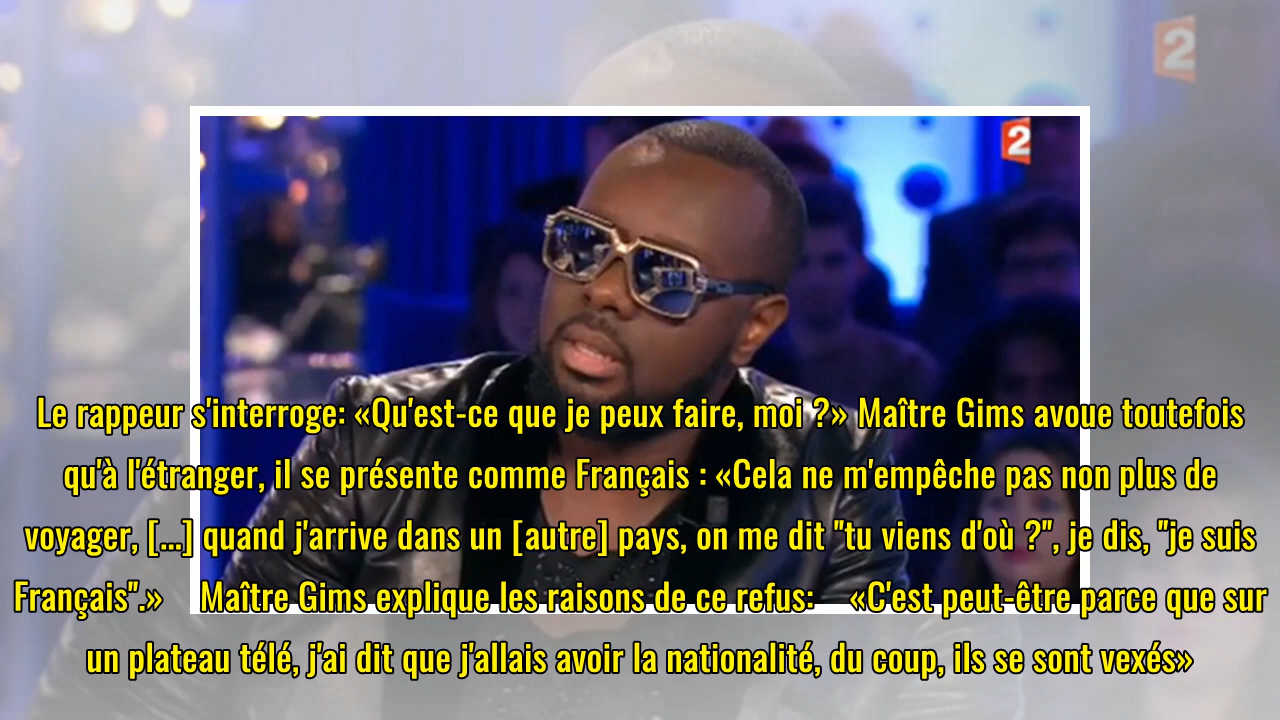 2
2
Le rappeur s'interroge: «Qu'est-ce que je peux faire, moi ?» Maître Gims avoue toutefois
qu'à l'étranger, il se présente comme Français : «Cela ne m'empêche pas non plus de
voyager, [...] quand j'arrive dans un [autre] pays, on me dit "tu viens d'où ?", je dis, "je suis
Français".» Maître Gims explique les raisons de ce refus: «C'est peut-être parce que sur
un plateau télé, j'ai dit que j'allais avoir la nationalité, du coup, ils se sont vexés»